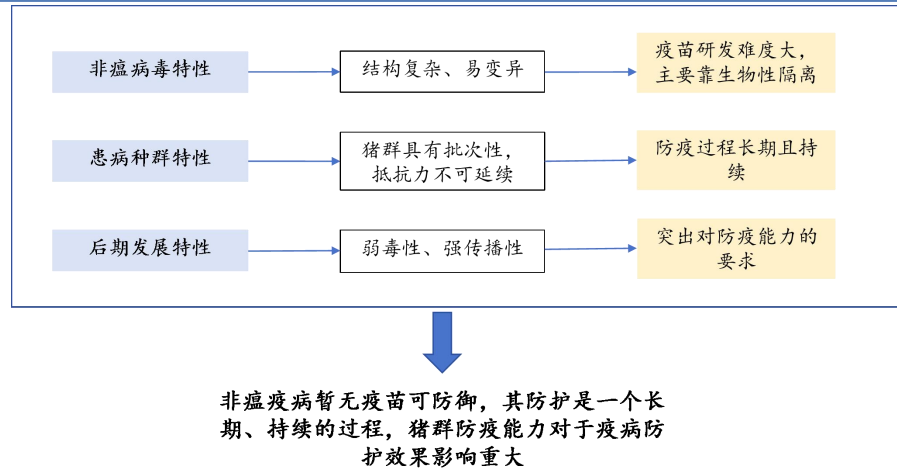 非瘟病毒特性
结构复杂、易变异
疫苗研发难度大，
主要靠生物性隔离
患病种群特性
猪群具有批次性，
抵抗力不可延续
防疫过程长期且持
续
后期发展特性
弱毒性、强传播性
突出对防疫能力的
要求
非瘟疫病暂无疫苗可防御，其防护是一个长
期、持续的过程，猪群防疫能力对于疫病防
护效果影响重大